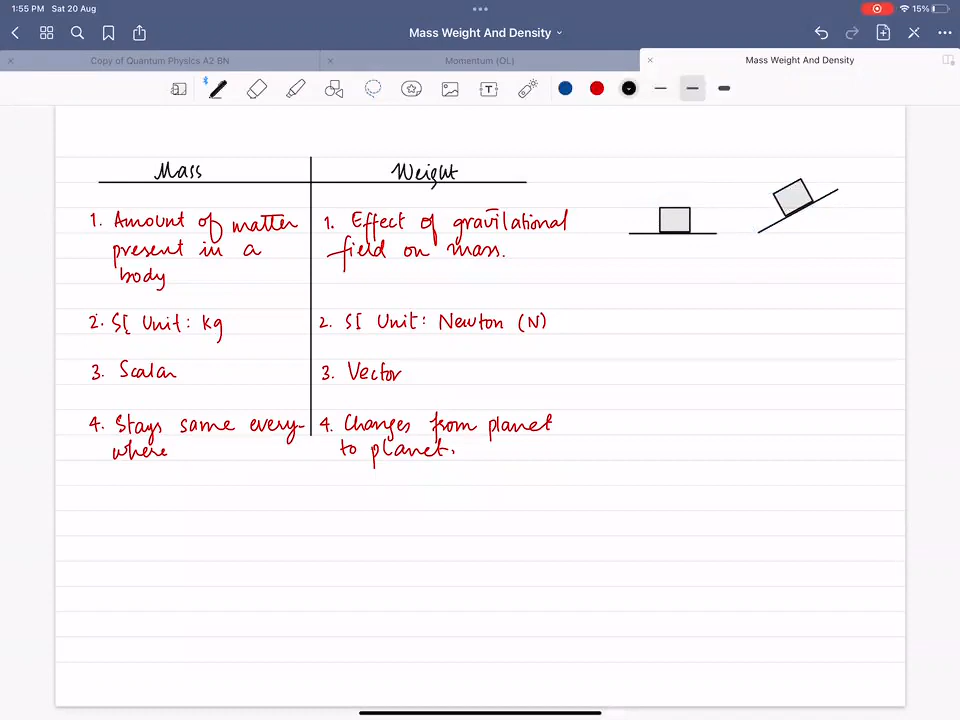 1:55 PM Sat 20 Aug
15%
Mass Weight And Density
Copy of Quantum Physics A2 BN
Momentum (OL)
Mass Weight And Density
Mass
Weight
1. Amount of matter
present in a
body
1. Effect of gravitational
field on mass.
2. SI Unit: kg
2. SI Unit: Newton (N)
3. Scalar
3. Vector
4. Stays same every-
where
4. Changes from planet
to planet.